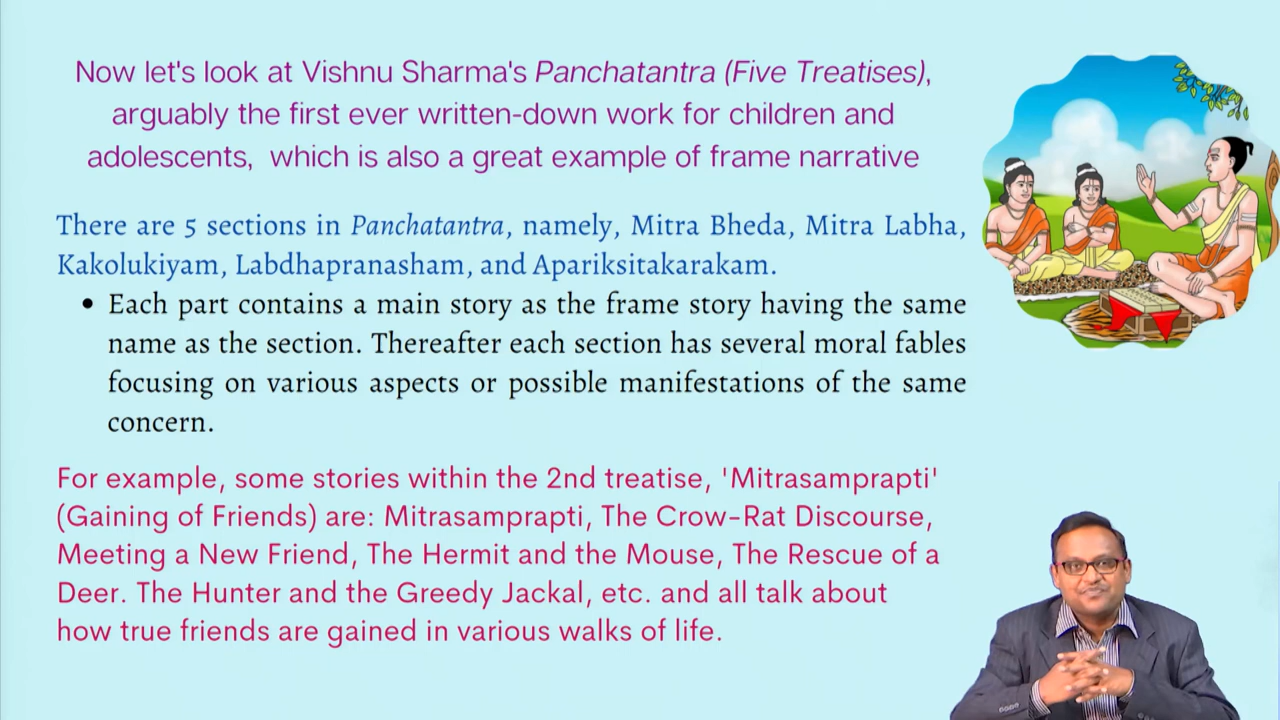 Now let's look at Vishnu Sharma's Panchatantra (Five Treatises),
arguably the first ever written-down work for children and
adolescents, which is also a great example of frame narrative
There are 5 sections in Panchatantra, namely, Mitra Bheda, Mitra Labha,
Kakolukiyam, Labdhapranasham, and Apariksitakarakam.
• Each part contains a main story as the frame story having the same
name as the section. Thereafter each section has several moral fables
focusing on various aspects or possible manifestations of the same
concern.
For example, some stories within the 2nd treatise, 'Mitrasamprapti'
(Gaining of Friends) are: Mitrasamprapti, The Crow-Rat Discourse,
Meeting a New Friend, The Hermit and the Mouse, The Rescue of a
Deer. The Hunter and the Greedy Jackal, etc. and all talk about
how true friends are gained in various walks of life.